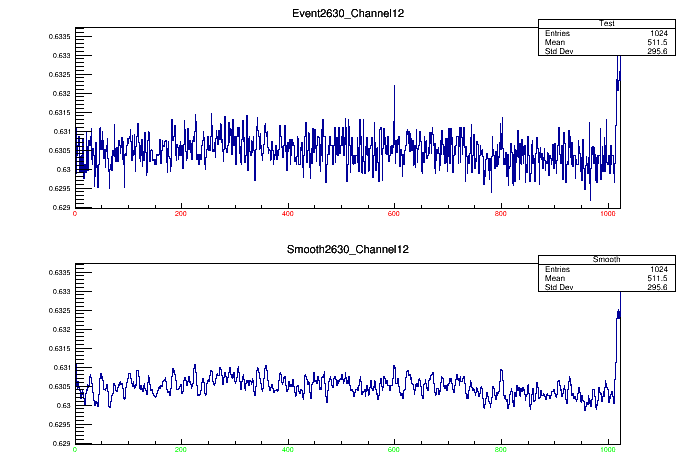 Event2630_Channel12
Test
Entries 1024
Mean 511.5
Std Dev 295.6
0.6335
0.633
0.6325
0.632
0.6315
0.631
0.6305
0.63
0.6295
0.629
0 200 400 600 800 1000
Smooth2630_Channel12
Smooth
Entries 1024
Mean 511.5
Std Dev 295.6
0.6335
0.633
0.6325
0.632
0.6315
0.631
0.6305
0.63
0.6295
0.629
0 200 400 600 800 1000